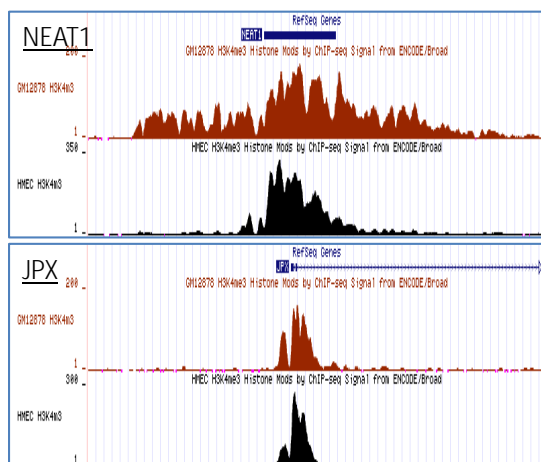 NEAT1
RefSeq Genes
NEAT1
200 _
GM12878 H3K4me3 Histone Mods by ChIP-seq Signal from ENCODE/Broad
GM12878 H3K4m3
1 _
350 _
HMEC H3K4me3 Histone Mods by ChIP-seq Signal from ENCODE/Broad
HMEC H3K4m3
1 _
JPX
RefSeq Genes
JPX
200 _
GM12878 H3K4me3 Histone Mods by ChIP-seq Signal from ENCODE/Broad
GM12878 H3K4m3
1 _
300 _
HMEC H3K4me3 Histone Mods by ChIP-seq Signal from ENCODE/Broad
HMEC H3K4m3
1 _